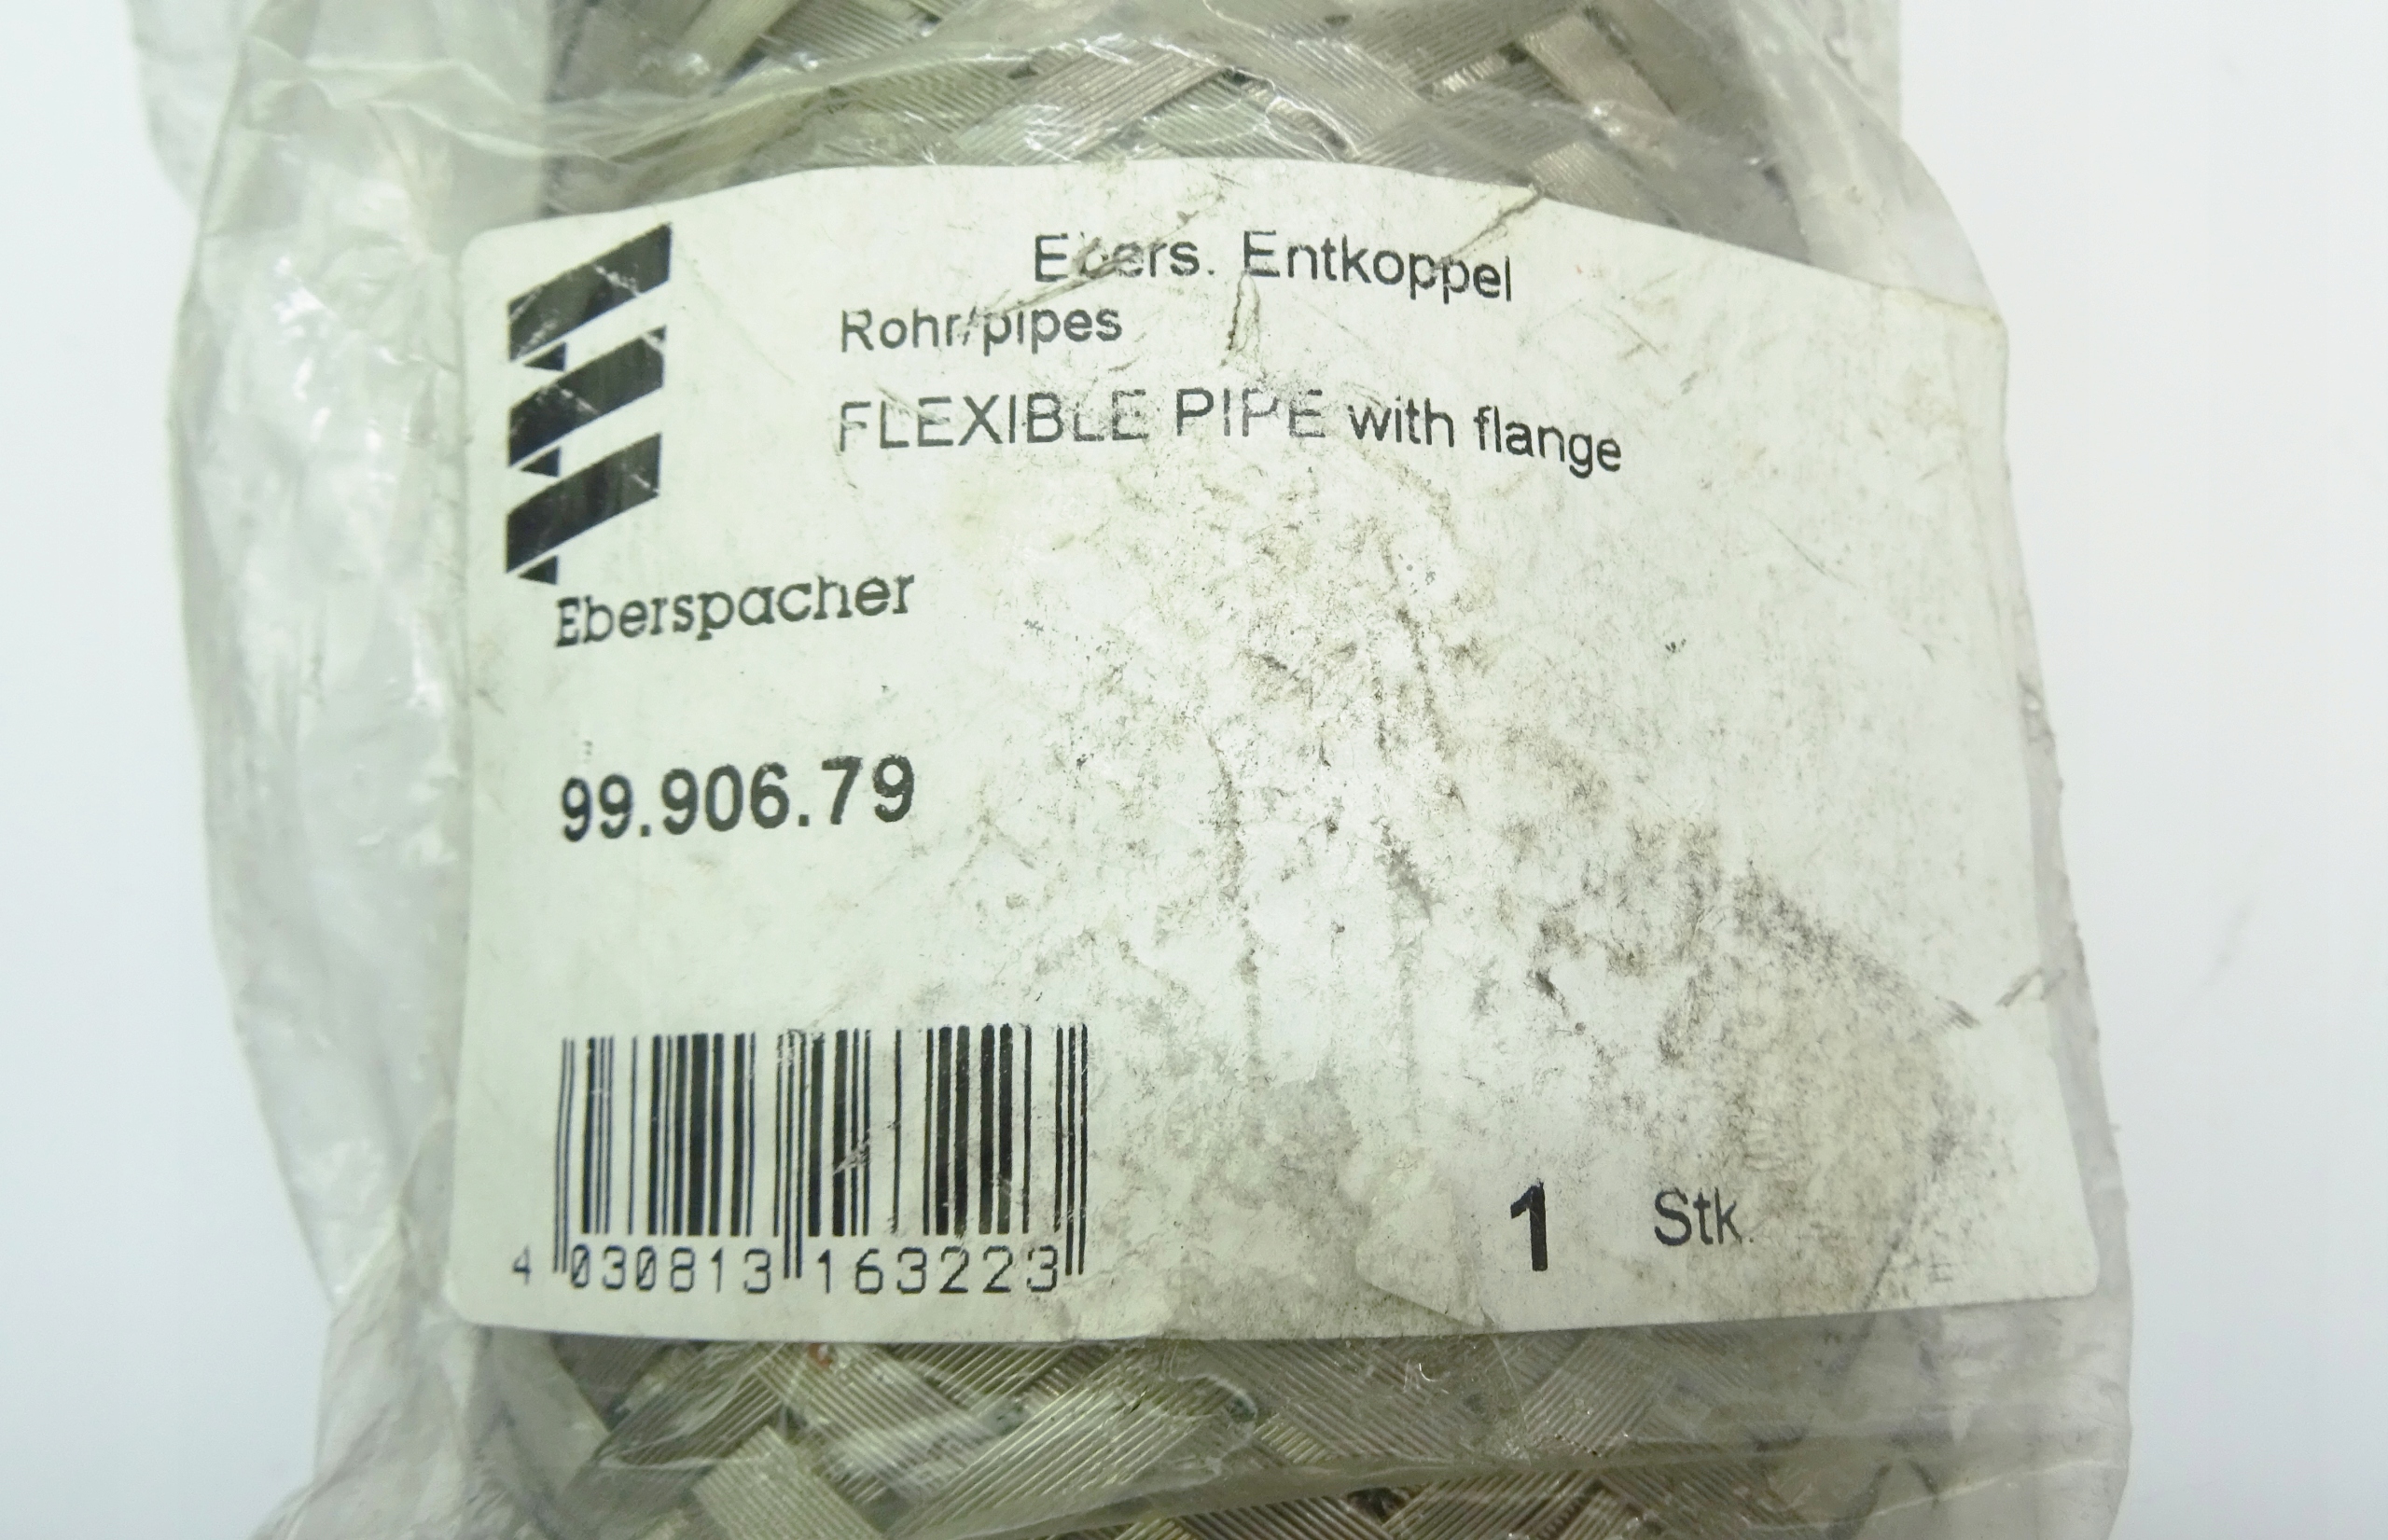 Ebers. Entkoppel
Rohr/pipes
FLEXIBLE PIPE with flange
Eberspacher
99.906.79
4 030813 163223
1 Stk.